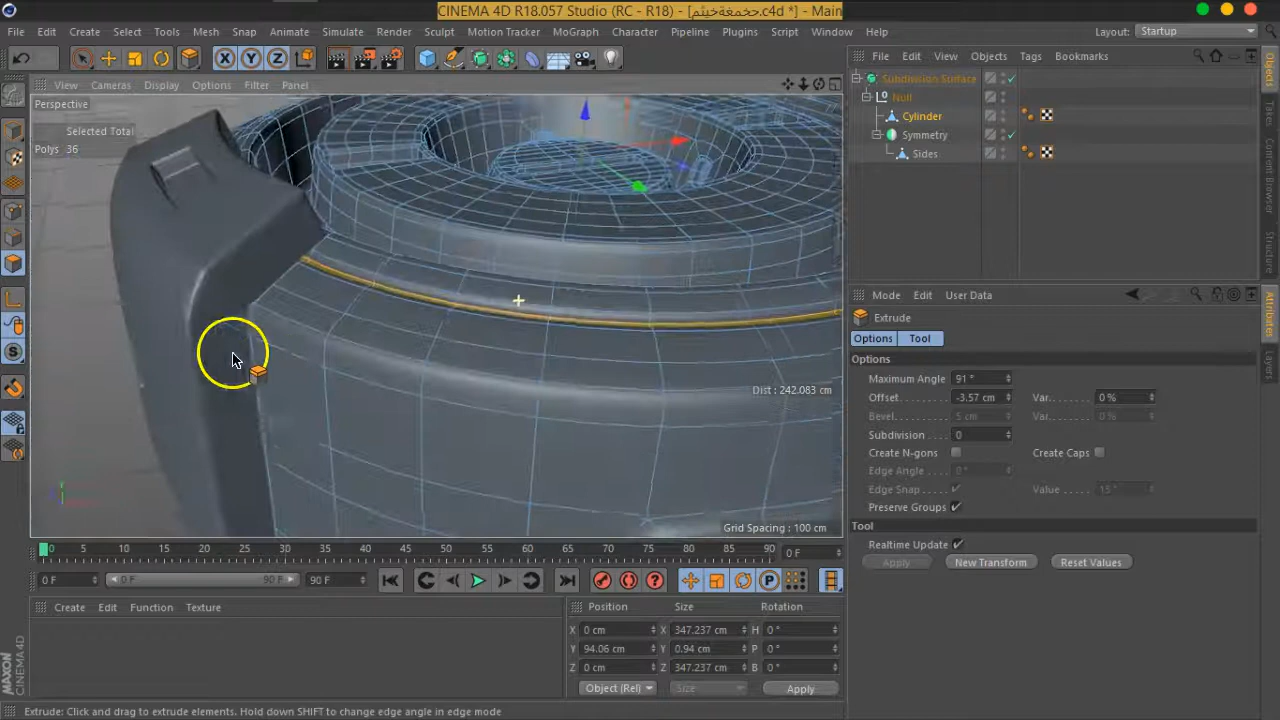 CINEMA 4D R18.057 Studio (RC - R18) - [حخمغةخيثم.c4d *] - Main
File Edit Create Select Tools Mesh Snap Animate Simulate Render Sculpt Motion Tracker MoGraph Character Pipeline Plugins Script Window Help Layout: Startup
X Y Z
File Edit View Objects Tags Bookmarks
View Cameras Display Options Filter Panel
Perspective
Selected Total
Polys 36
Subdivision Surface
Null
Cylinder
Symmetry
Sides
Objects
Takes
Content Browser
Structure
Mode Edit User Data
Extrude
Options Tool
Options
Maximum Angle 91 °
Offset -3.57 cm Var. 0 %
Bevel 5 cm Var. 0 %
Subdivision 0
Create N-gons Create Caps
Edge Angle 0 °
Edge Snap Value 15 °
Preserve Groups
Tool
Realtime Update
Apply New Transform Reset Values
Attributes
Layers
Dist : 242.083 cm
Grid Spacing : 100 cm
0 5 10 15 20 25 30 35 40 45 50 55 60 65 70 75 80 85 90 0 F
0 F 0 F 90 F 90 F
Create Edit Function Texture
Position Size Rotation
X 0 cm X 347.237 cm H 0 °
Y 94.06 cm Y 0.94 cm P 0 °
Z 0 cm Z 347.237 cm B 0 °
Object (Rel) Size Apply
MAXON CINEMA 4D
Extrude: Click and drag to extrude elements. Hold down SHIFT to change edge angle in edge mode